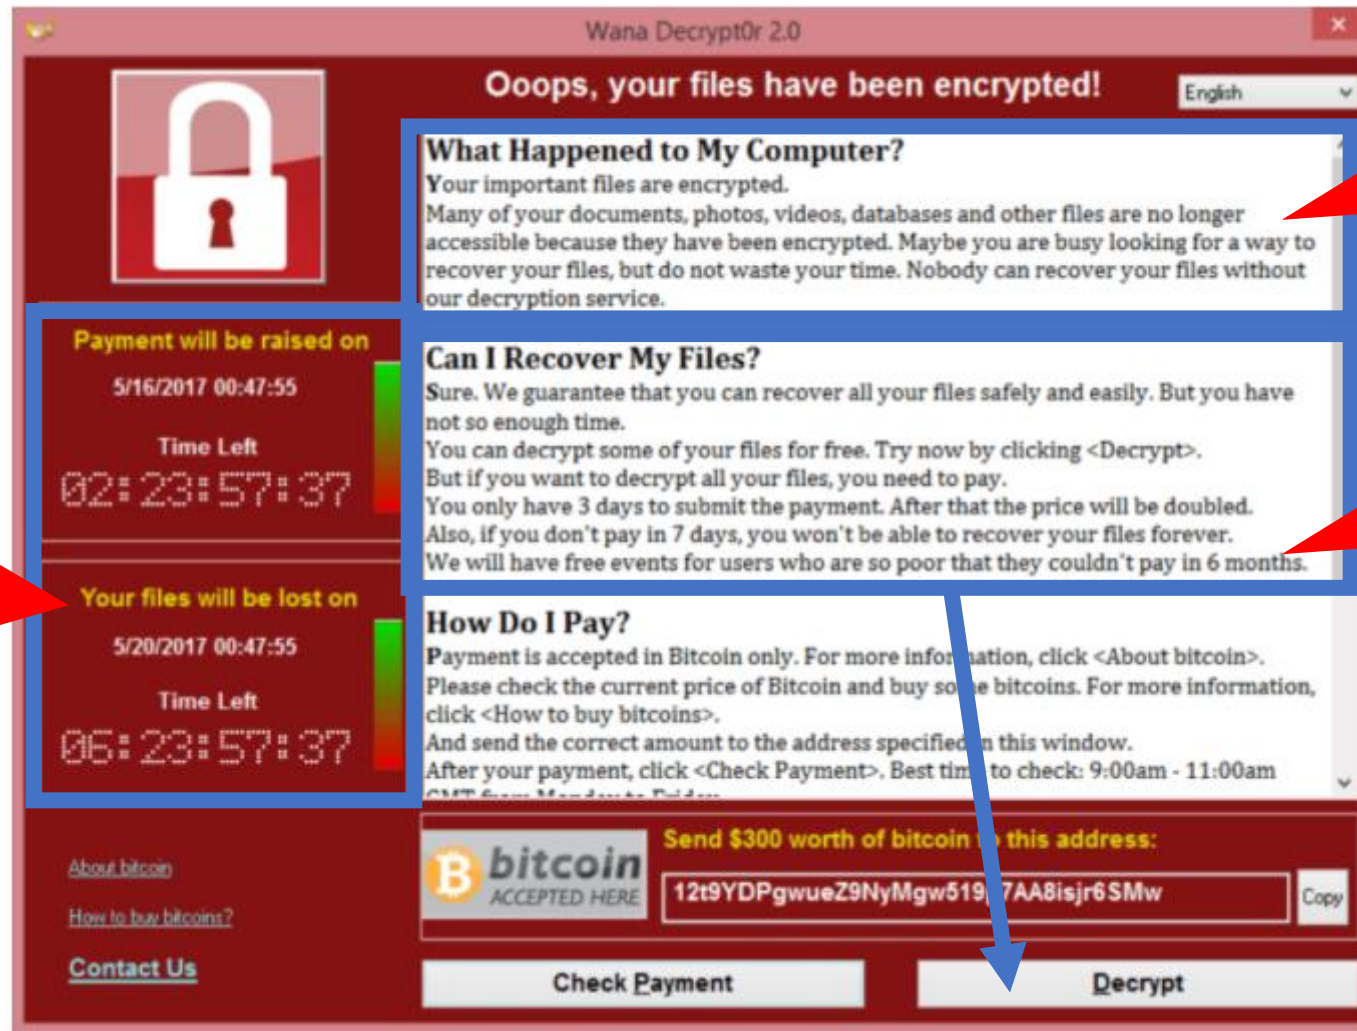 Wana Decrypt0r 2.0
Ooops, your files have been encrypted!
English
What Happened to My Computer?
Your important files are encrypted.
Many of your documents, photos, videos, databases and other files are no longer
accessible because they have been encrypted. Maybe you are busy looking for a way to
recover your files, but do not waste your time. Nobody can recover your files without
our decryption service.
Payment will be raised on
5/16/2017 00:47:55
Time Left
02:23:57:37
Can I Recover My Files?
Sure. We guarantee that you can recover all your files safely and easily. But you have
not so enough time.
You can decrypt some of your files for free. Try now by clicking <Decrypt>.
But if you want to decrypt all your files, you need to pay.
You only have 3 days to submit the payment. After that the price will be doubled.
Also, if you don't pay in 7 days, you won't be able to recover your files forever.
We will have free events for users who are so poor that they couldn't pay in 6 months.
Your files will be lost on
5/20/2017 00:47:55
Time Left
06:23:57:37
How Do I Pay?
Payment is accepted in Bitcoin only. For more information, click <About bitcoin>.
Please check the current price of Bitcoin and buy some bitcoins. For more information,
click <How to buy bitcoins>.
And send the correct amount to the address specified in this window.
After your payment, click <Check Payment>. Best time to check: 9:00am - 11:00am
GMT from Monday to Friday
About bitcoin
How to buy bitcoins?
Contact Us
bitcoin
ACCEPTED HERE
Send $300 worth of bitcoin to this address:
Copy
Check Payment
Decrypt